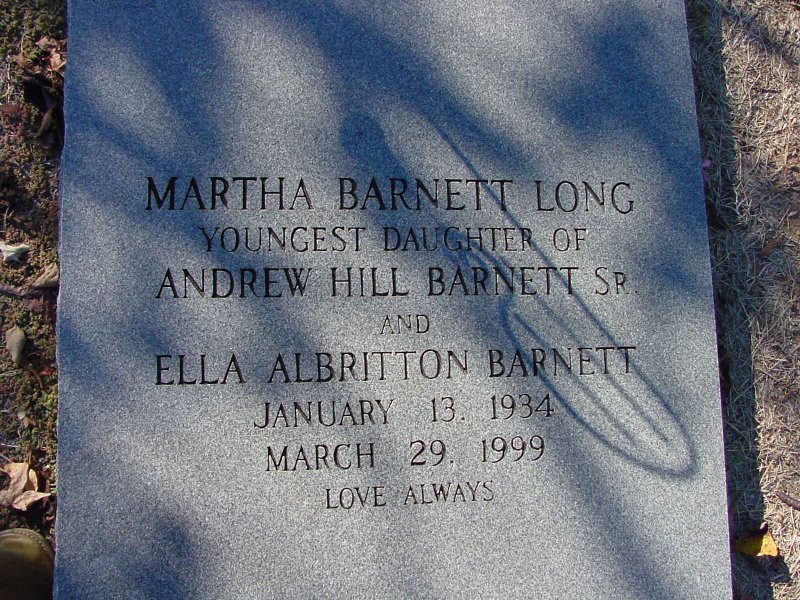 MARTHA BARNETT LONG
YOUNGEST DAUGHTER OF
ANDREW HILL BARNETT SR.
AND
ELLA ALBRITTON BARNETT
JANUARY 13. 1934
MARCH 29. 1999
LOVE ALWAYS